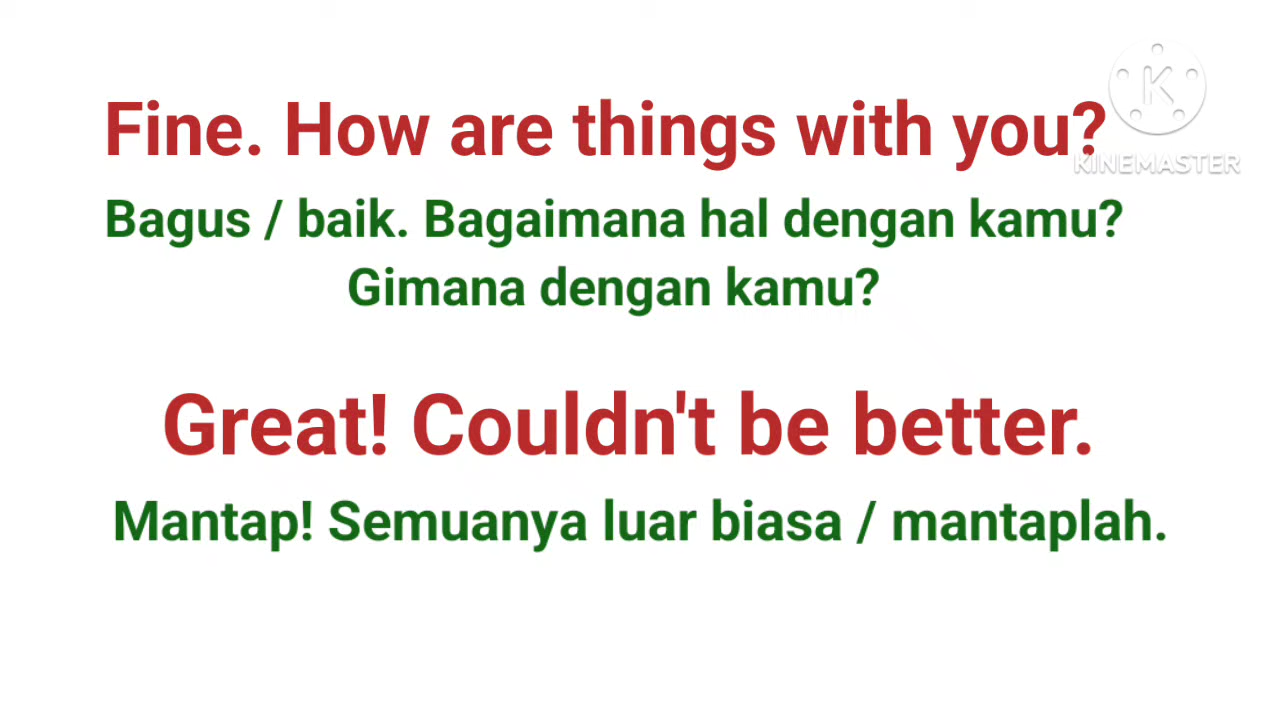 Fine. How are things with you?
KINEMASTER
Bagus / baik. Bagaimana hal dengan kamu?
Gimana dengan kamu?
Great! Couldn't be better.
Mantap! Semuanya luar biasa / mantaplah.